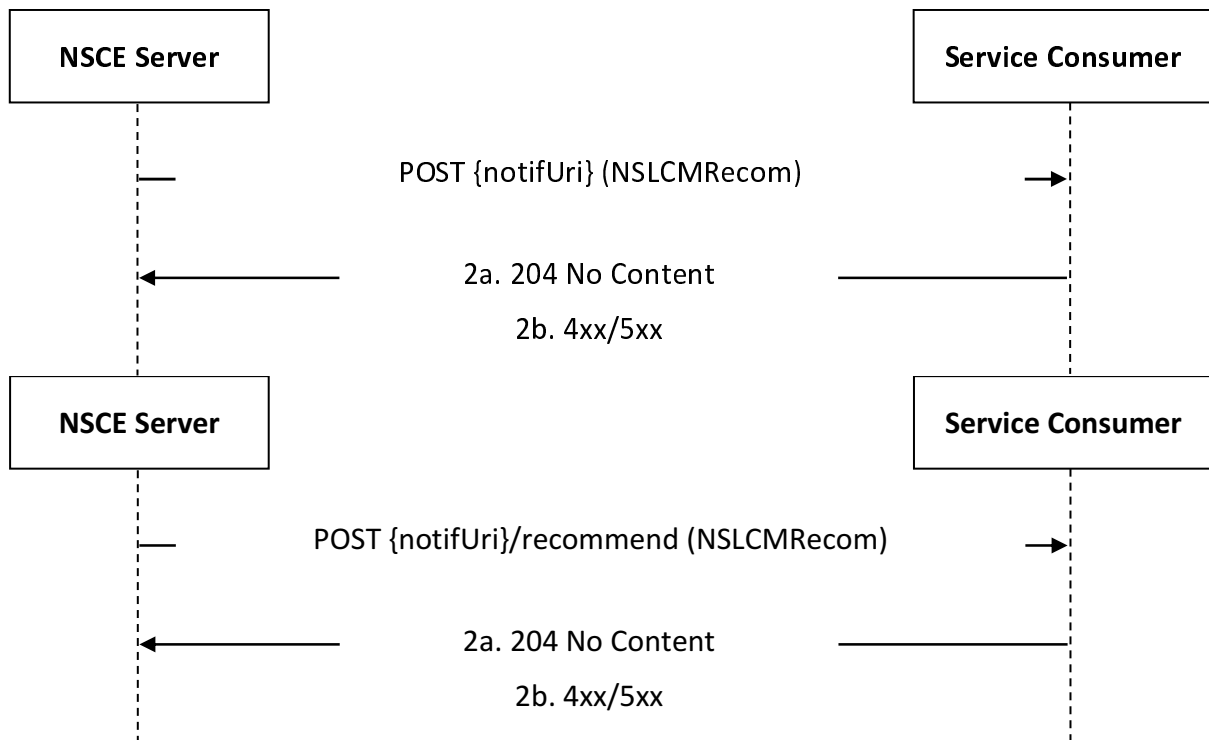 NSCE Server
Service Consumer
POST {notifUri} (NSLCMRecom)
2a. 204 No Content
2b. 4xx/5xx
NSCE Server
Service Consumer
POST {notifUri}/recommend (NSLCMRecom)
2a. 204 No Content
2b. 4xx/5xx